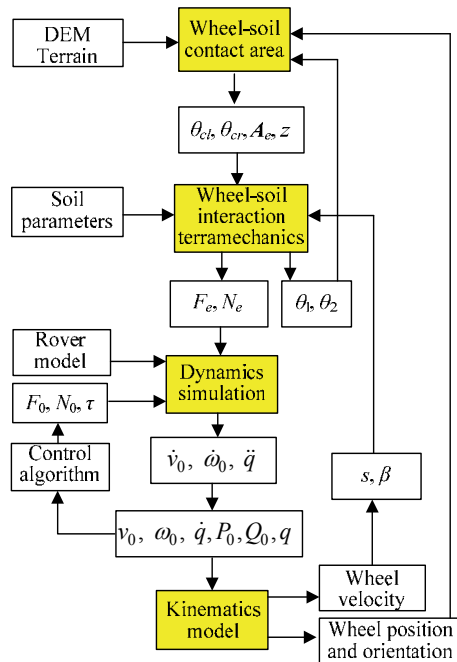 DEM
Terrain
Wheel-soil
contact area
θcl, θcr, Ae, z
Soil
parameters
Wheel-soil
interaction
terramechanics
Fe, Ne
θ1, θ2
Rover
model
Dynamics
simulation
F0, N0, τ
Control
algorithm
v̇0, ω̇0, q̈
s, β
v0, ω0, q̇, P0, Q0, q
Kinematics
model
Wheel
velocity
Wheel position
and orientation